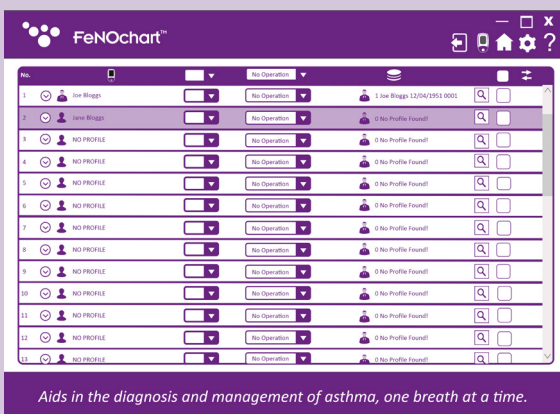 FeNOchart™
No. No Operation
1 Joe Bloggs No Operation 1 Joe Bloggs 12/04/1951 0001
2 Jane Bloggs No Operation 0 No Profile Found!
3 NO PROFILE No Operation 0 No Profile Found!
4 NO PROFILE No Operation 0 No Profile Found!
5 NO PROFILE No Operation 0 No Profile Found!
6 NO PROFILE No Operation 0 No Profile Found!
7 NO PROFILE No Operation 0 No Profile Found!
8 NO PROFILE No Operation 0 No Profile Found!
9 NO PROFILE No Operation 0 No Profile Found!
10 NO PROFILE No Operation 0 No Profile Found!
11 NO PROFILE No Operation 0 No Profile Found!
12 NO PROFILE No Operation 0 No Profile Found!
13 NO PROFILE No Operation 0 No Profile Found!
Aids in the diagnosis and management of asthma, one breath at a time.